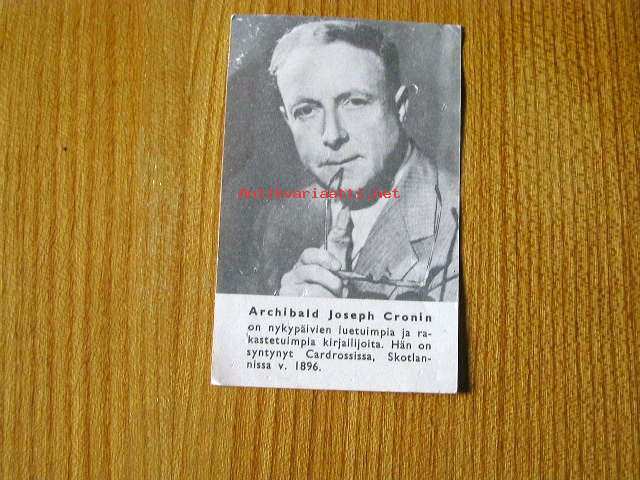 Antikvariaatti.net
Archibald Joseph Cronin
on nykypäivien luetuimpia ja ra-
kastetuimpia kirjailijoita. Hän on
syntynyt Cardrossissa, Skotlan-
nissa v. 1896.